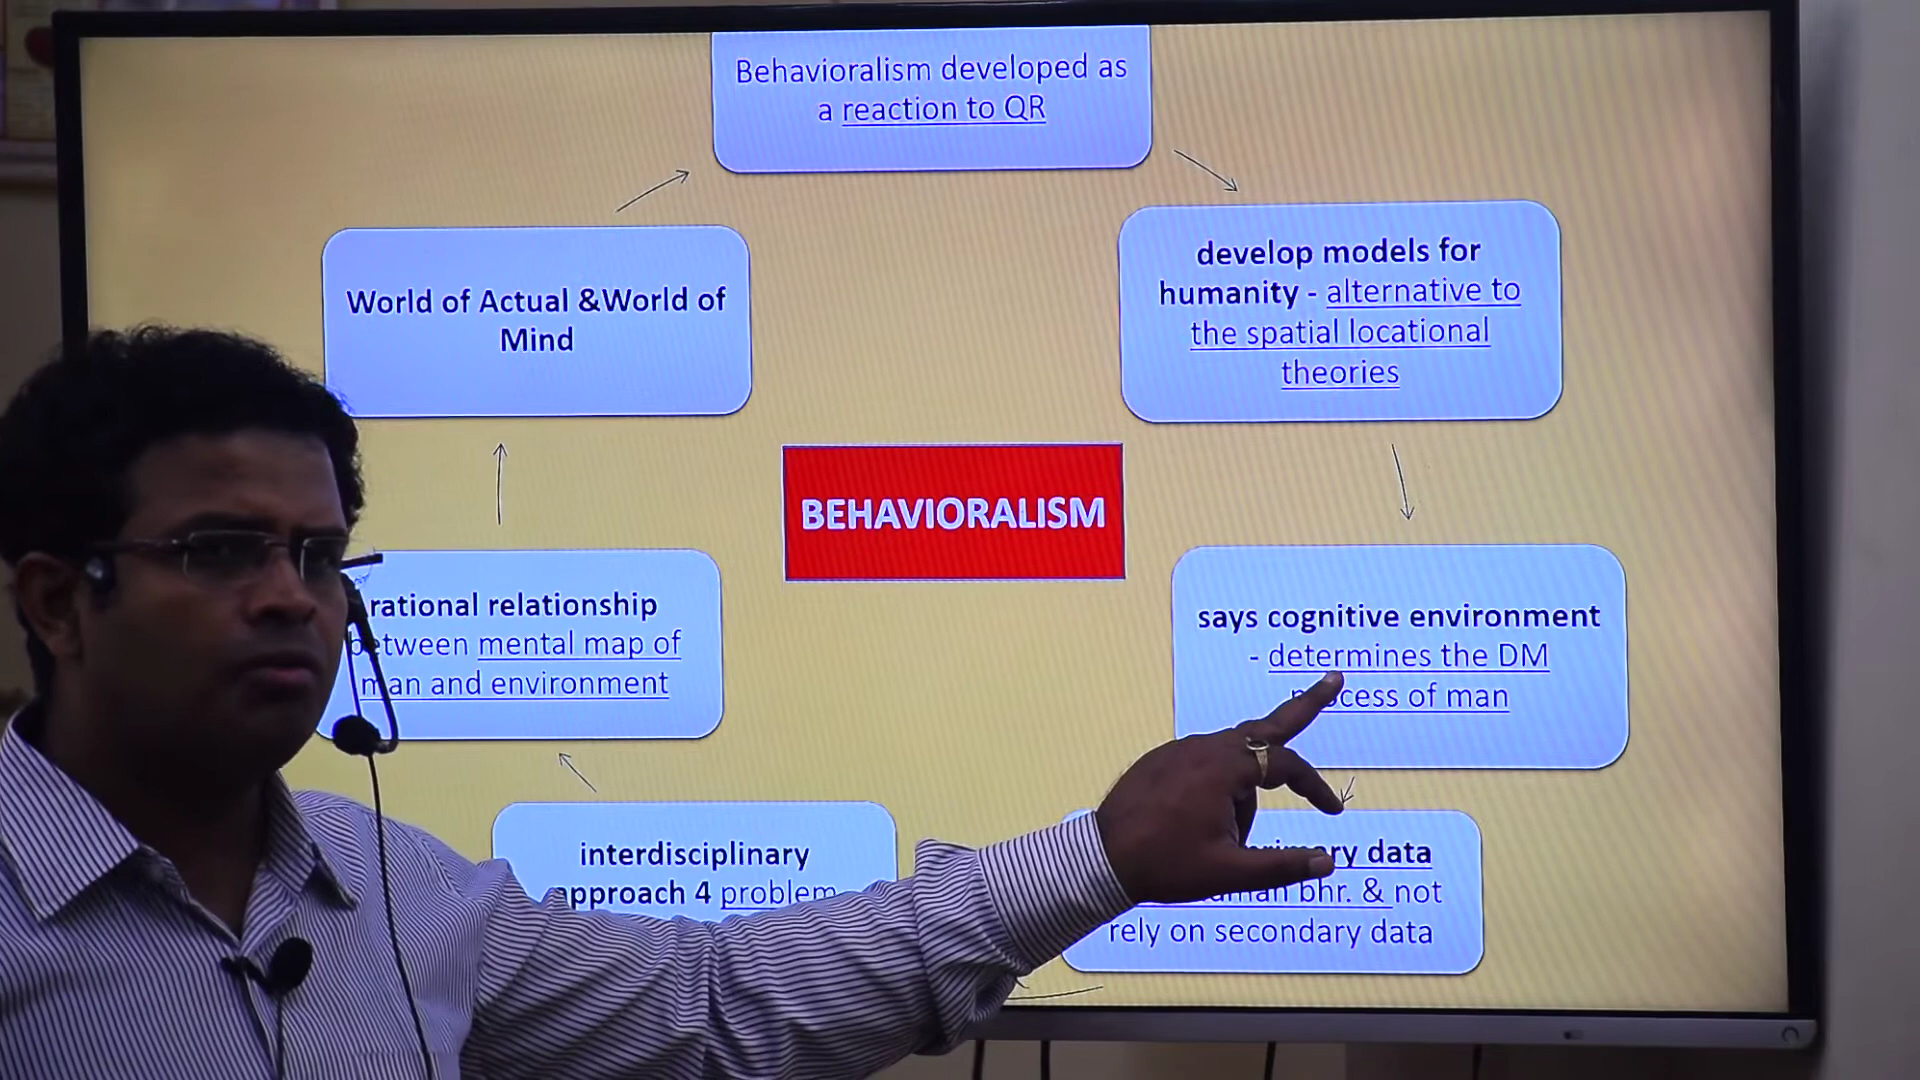 Behavioralism developed as
a reaction to QR
develop models for
humanity - alternative to
the spatial locational
theories
says cognitive environment
- determines the DM
of man
data
bhr. & not
rely on secondary data
interdisciplinary
approach 4 problem
rational relationship
between mental map of
man and environment
World of Actual &World of
Mind
BEHAVIORALISM